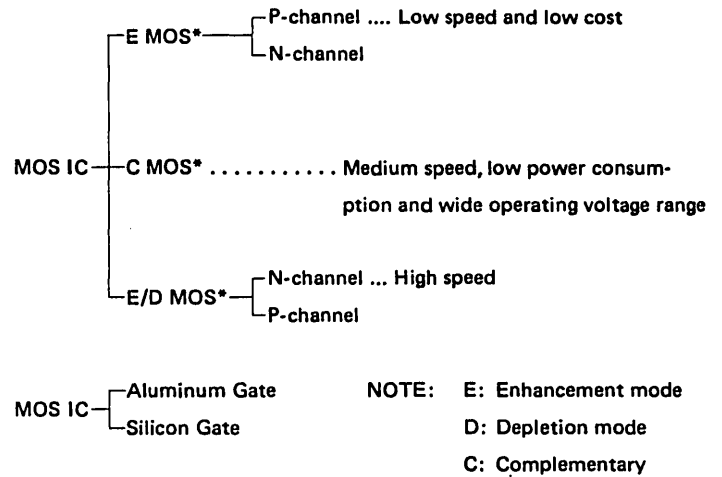 P-channel .... Low speed and low cost
E MOS*
N-channel
MOS IC C MOS* ........... Medium speed, low power consum-
ption and wide operating voltage range
N-channel ... High speed
E/D MOS*
P-channel
Aluminum Gate NOTE: E: Enhancement mode
MOS IC
Silicon Gate D: Depletion mode
C: Complementary